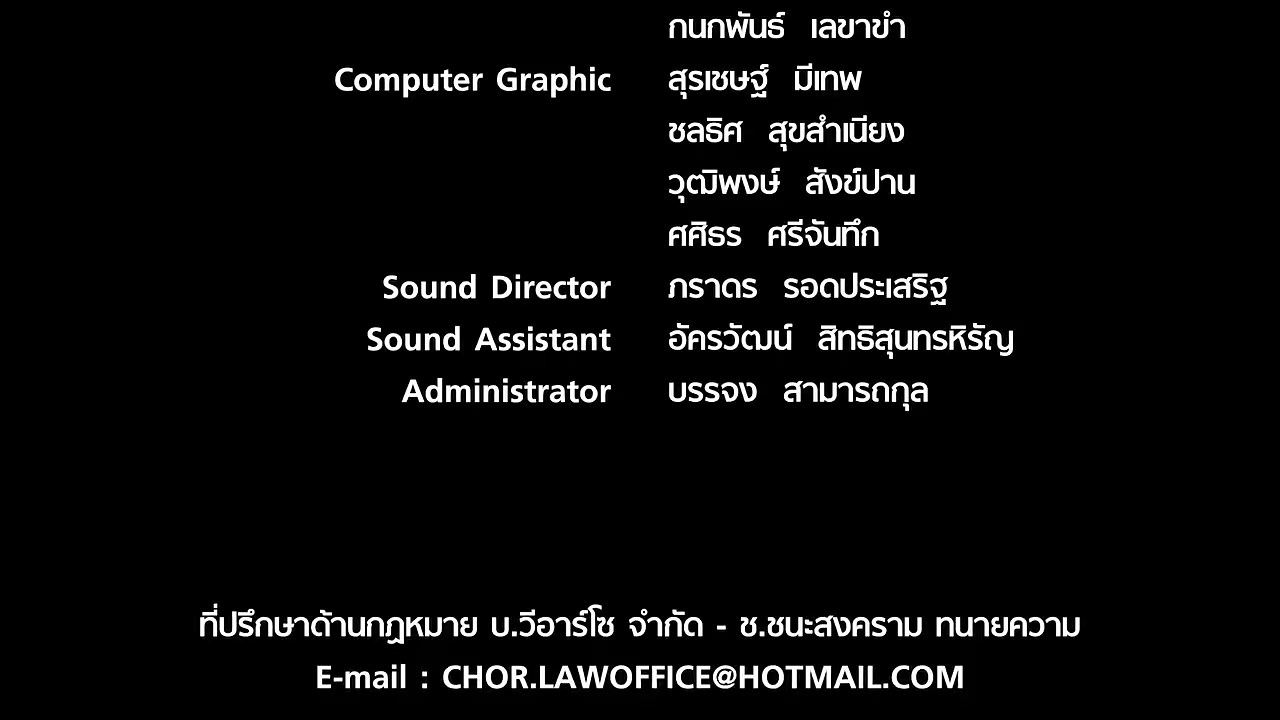 กนกพันธ์ เลขาขำ
Computer Graphic สุรเชษฐ์ มีเทพ
ชลธิศ สุขสำเนียง
วุฒิพงษ์ สังข์ปาน
ศศิธร ศรีจันทึก
Sound Director ภราดร รอดประเสริฐ
Sound Assistant อัครวัฒน์ สิทธิสุนทรหิรัญ
Administrator บรรจง สามารถกุล
ที่ปรึกษาด้านกฎหมาย บ.วีอาร์โซ จำกัด - ช.ชนะสงคราม ทนายความ
E-mail : CHOR.LAWOFFICE@HOTMAIL.COM